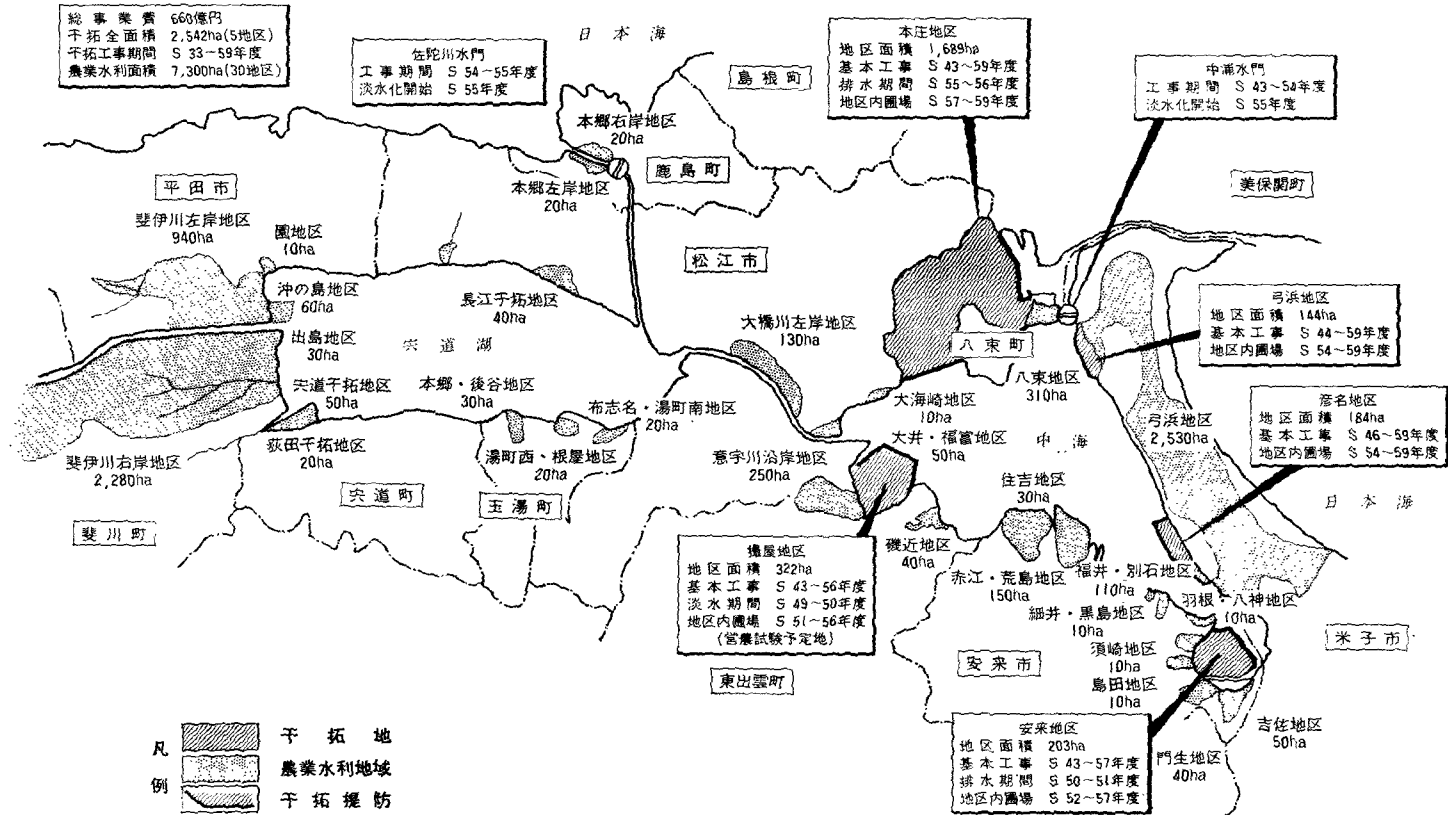 総事業費 660億円
干拓全面積 2,542ha(5地区)
干拓工事期間 S 33~59年度
農業水利面積 7,300ha(30地区)
佐陀川水門
工事期間 S 54~55年度
淡水化開始 S 55年度
日本海
島根町
本庄地区
地区面積 1,689ha
基本工事 S 43~59年度
排水期間 S 55~56年度
地区内圃場 S 57~59年度
中浦水門
工事期間 S 43~54年度
淡水化開始 S 55年度
本郷右岸地区
20ha
鹿島町
本郷左岸地区
20ha
平田市
美保関町
斐伊川左岸地区
940ha
園地区
10ha
松江市
沖の島地区
60ha
長江干拓地区
40ha
弓浜地区
地区面積 144ha
基本工事 S 44~59年度
地区内圃場 S 54~59年度
大橋川左岸地区
130ha
出島地区
30ha
宍道湖
八束町
宍道干拓地区
50ha
本郷・後谷地区
30ha
八束地区
310ha
大海崎地区
10ha
布志名・湯町南地区
20ha
彦名地区
地区面積 184ha
基本工事 S 46~59年度
地区内圃場 S 54~59年度
弓浜地区
2,530ha
中海
大井・福富地区
50ha
荻田干拓地区
20ha
湯町西・根屋地区
20ha
意宇川沿岸地区
250ha
斐伊川右岸地区
2,280ha
住吉地区
30ha
日本海
宍道町
玉湯町
斐川町
揖屋地区
地区面積 322ha
基本工事 S 43~56年度
淡水期間 S 49~50年度
地区内圃場 S 51~56年度
(営農試験予定地)
磯近地区
40ha
赤江・荒島地区
150ha
福井・別石地区
110ha
羽根・八神地区
10ha
細井・黒島地区
10ha
米子市
須崎地区
10ha
安来市
東出雲町
島田地区
10ha
吉佐地区
50ha
安来地区
地区面積 203ha
基本工事 S 43~57年度
排水期間 S 50~51年度
地区内圃場 S 52~57年度
門生地区
40ha
凡例
干拓地
農業水利地域
干拓提防